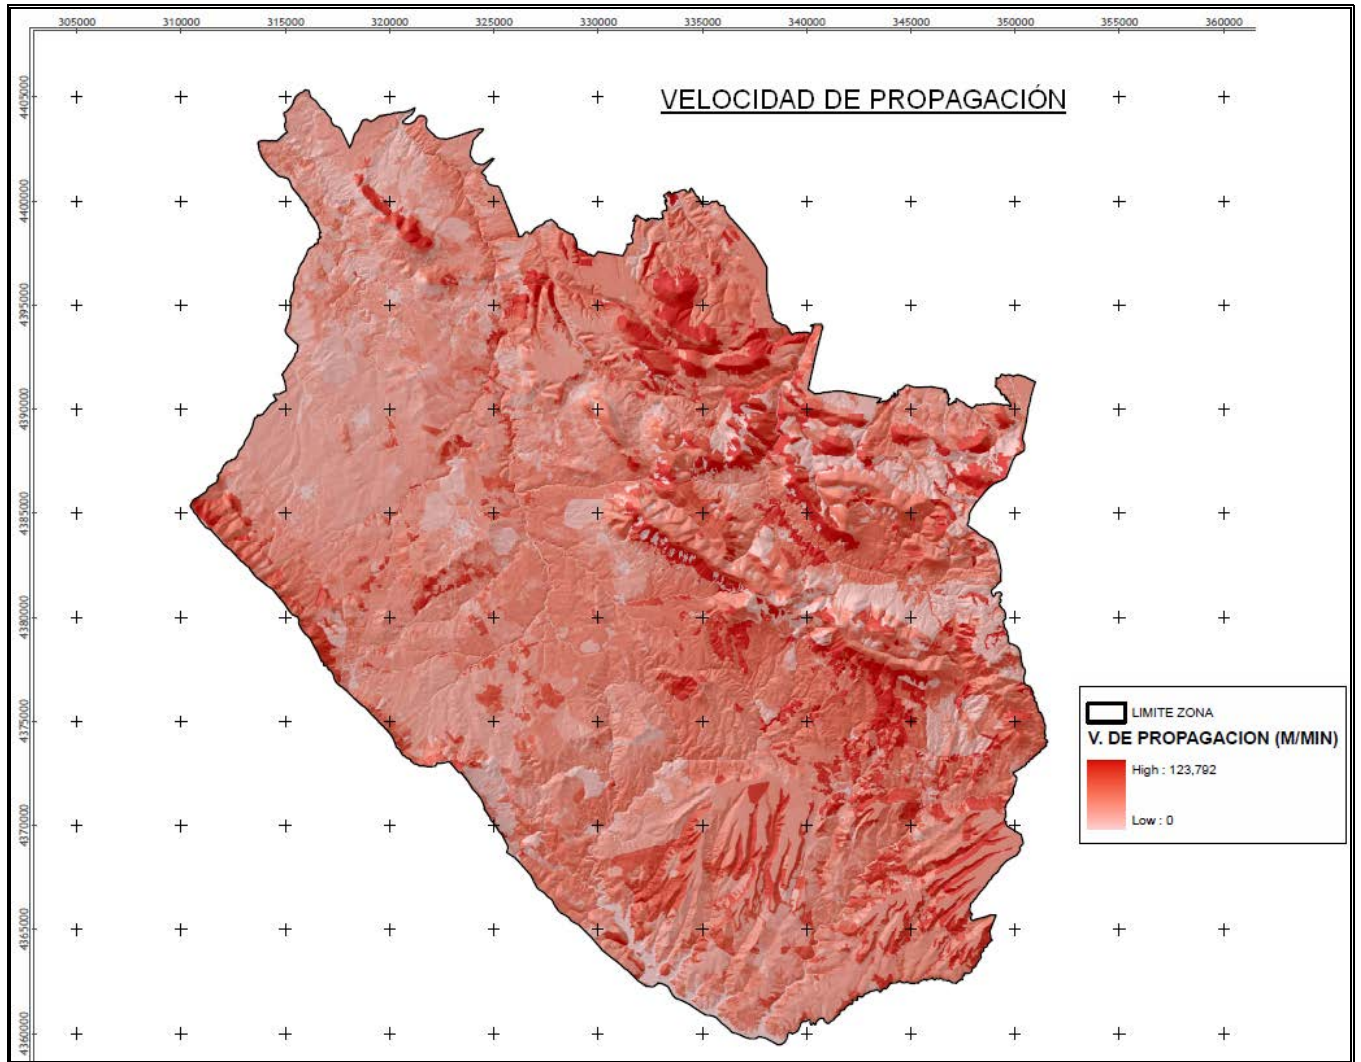 305000 310000 315000 320000 325000 330000 335000 340000 345000 350000 355000 360000
4405000
VELOCIDAD DE PROPAGACIÓN
4400000
4395000
4390000
4385000
4380000
4375000
4370000
4365000
4360000
LIMITE ZONA
V. DE PROPAGACION (M/MIN)
High : 123,792
Low : 0